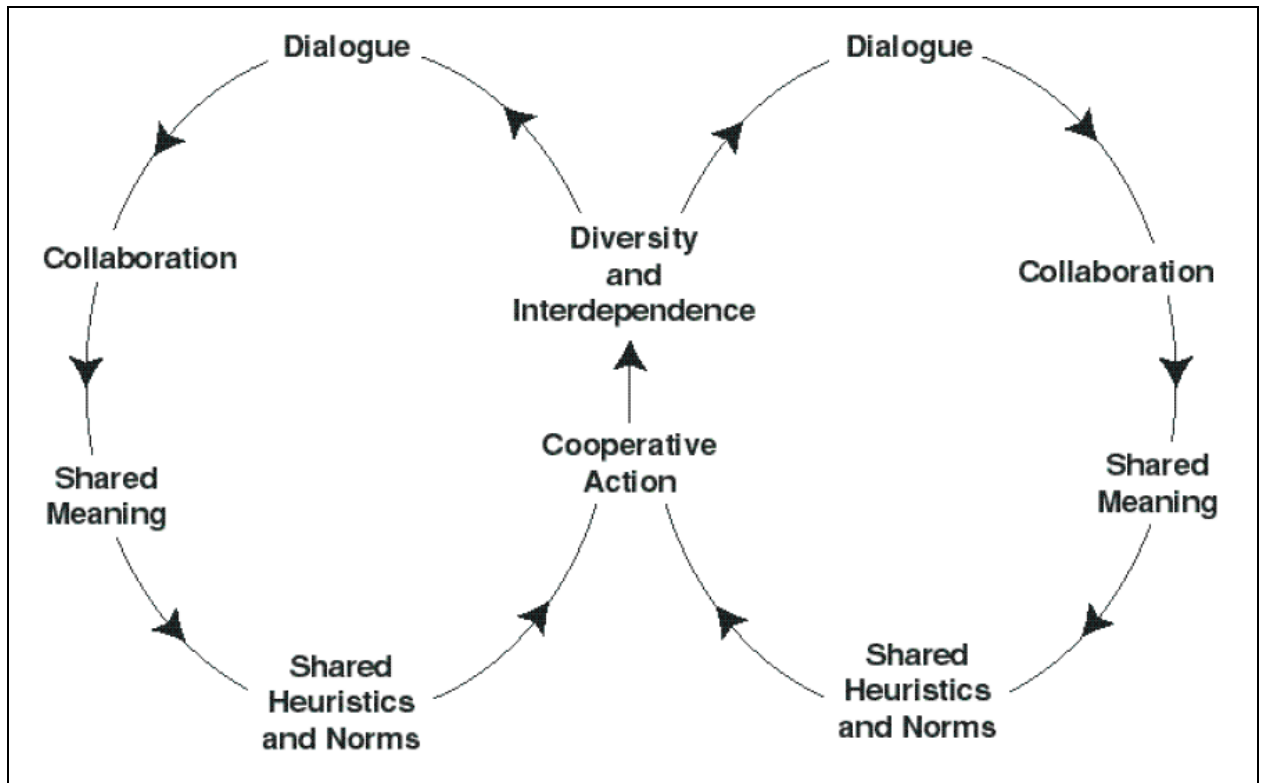 Dialogue
Dialogue
Diversity
and
Interdependence
Collaboration
Collaboration
Cooperative
Action
Shared
Meaning
Shared
Meaning
Shared
Heuristics
and Norms
Shared
Heuristics
and Norms